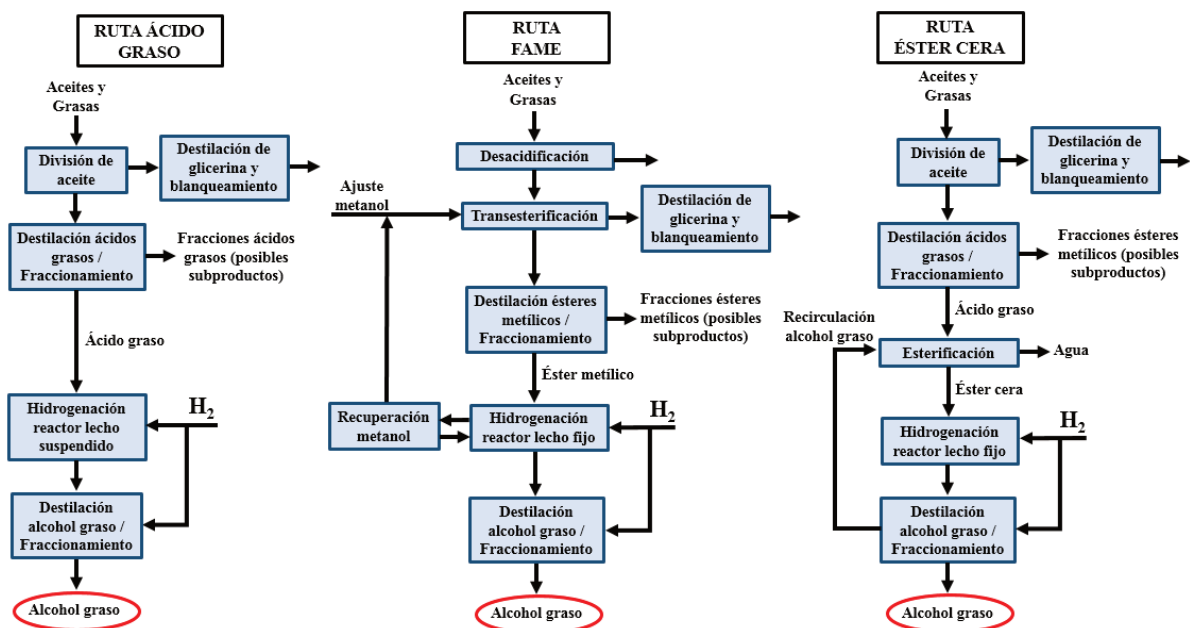 RUTA ÁCIDO
GRASO
Aceites y
Grasas
División de
aceite
Destilación de
glicerina y
blanqueamiento
Destilación ácidos
grasos /
Fraccionamiento
Fracciones ácidos
grasos (posibles
subproductos)
Ácido graso
Hidrogenación
reactor lecho
suspendido
H2
Destilación
alcohol graso /
Fraccionamiento
Alcohol graso
RUTA
FAME
Aceites y
Grasas
Desacidificación
Ajuste
metanol
Transesterificación
Destilación de
glicerina y
blanqueamiento
Destilación ésteres
metílicos /
Fraccionamiento
Fracciones ésteres
metílicos (posibles
subproductos)
Éster metílico
Recuperación
metanol
Hidrogenación
reactor lecho fijo
H2
Destilación
alcohol graso /
Fraccionamiento
Alcohol graso
RUTA
ÉSTER CERA
Aceites y
Grasas
División de
aceite
Destilación de
glicerina y
blanqueamiento
Destilación ácidos
grasos /
Fraccionamiento
Fracciones ésteres
metílicos (posibles
subproductos)
Ácido graso
Recirculación
alcohol graso
Esterificación
Agua
Éster cera
Hidrogenación
reactor lecho fijo
H2
Destilación
alcohol graso /
Fraccionamiento
Alcohol graso